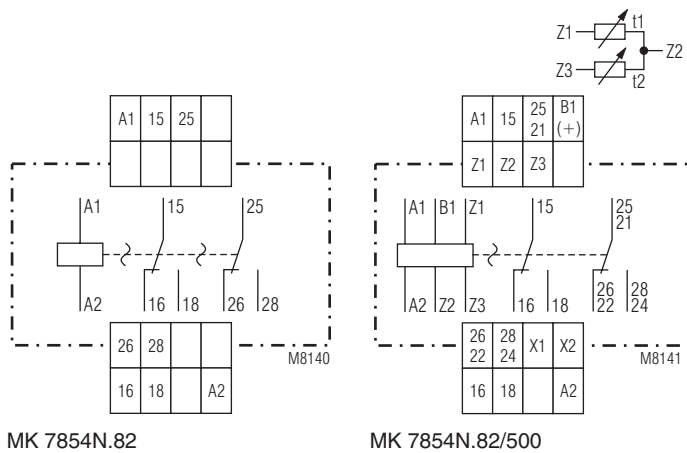 Z1 t1
Z2
Z3 t2
A1 15 25
A1 15 25 21 B1 (+)
Z1 Z2 Z3
A1 15 25
A2 16 18 26 28
A1 B1 Z1 15 25 21
A2 Z2 Z3 16 18 26 22 28 24
26 28
16 18 A2
M8140
26 22 28 24 X1 X2
16 18 A2
M8141
MK 7854N.82
MK 7854N.82/500